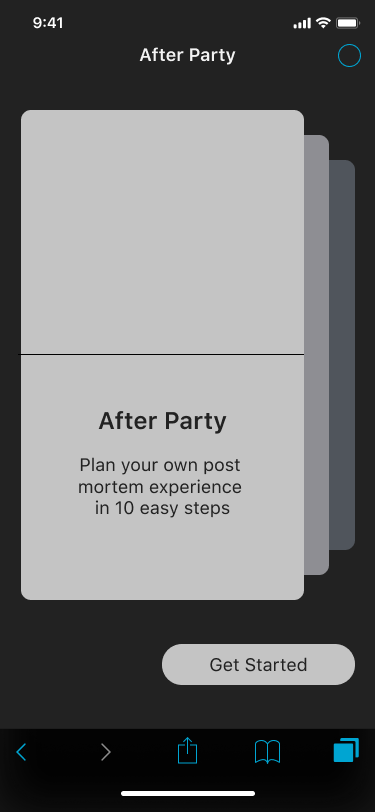 9:41
After Party
After Party
Plan your own post
mortem experience
in 10 easy steps
Get Started